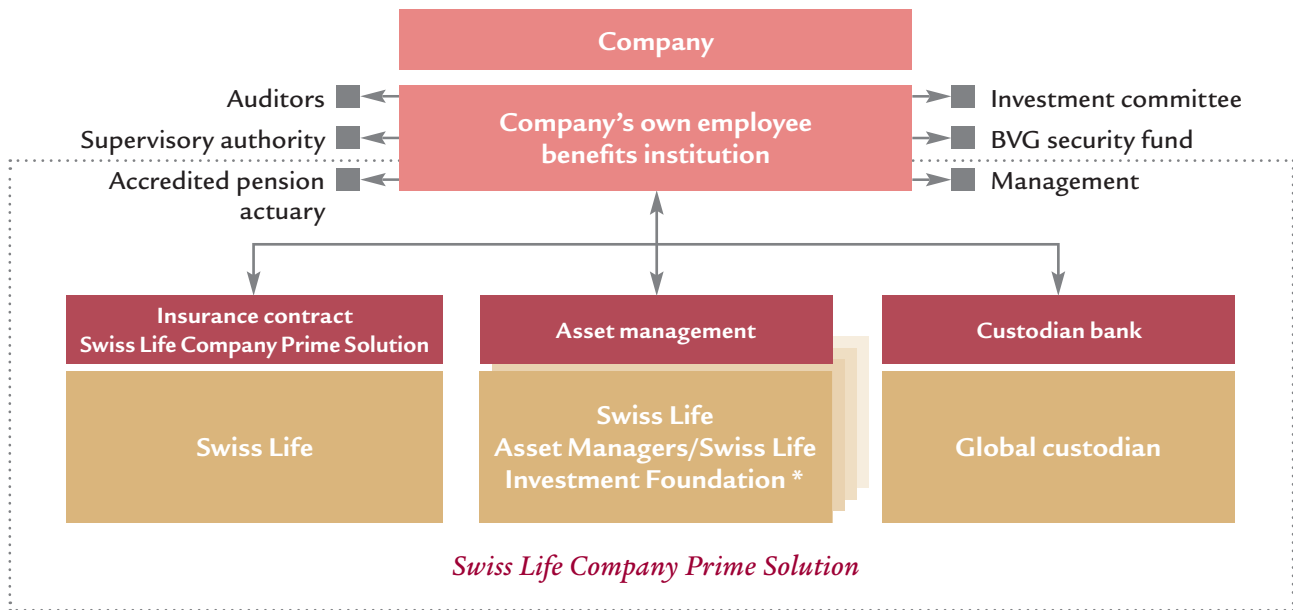 Company
Auditors
Supervisory authority
Accredited pension
actuary
Company’s own employee
benefits institution
Investment committee
BVG security fund
Management
Insurance contract
Swiss Life Company Prime Solution
Swiss Life
Asset management
Swiss Life
Asset Managers/Swiss Life
Investment Foundation *
Custodian bank
Global custodian
Swiss Life Company Prime Solution